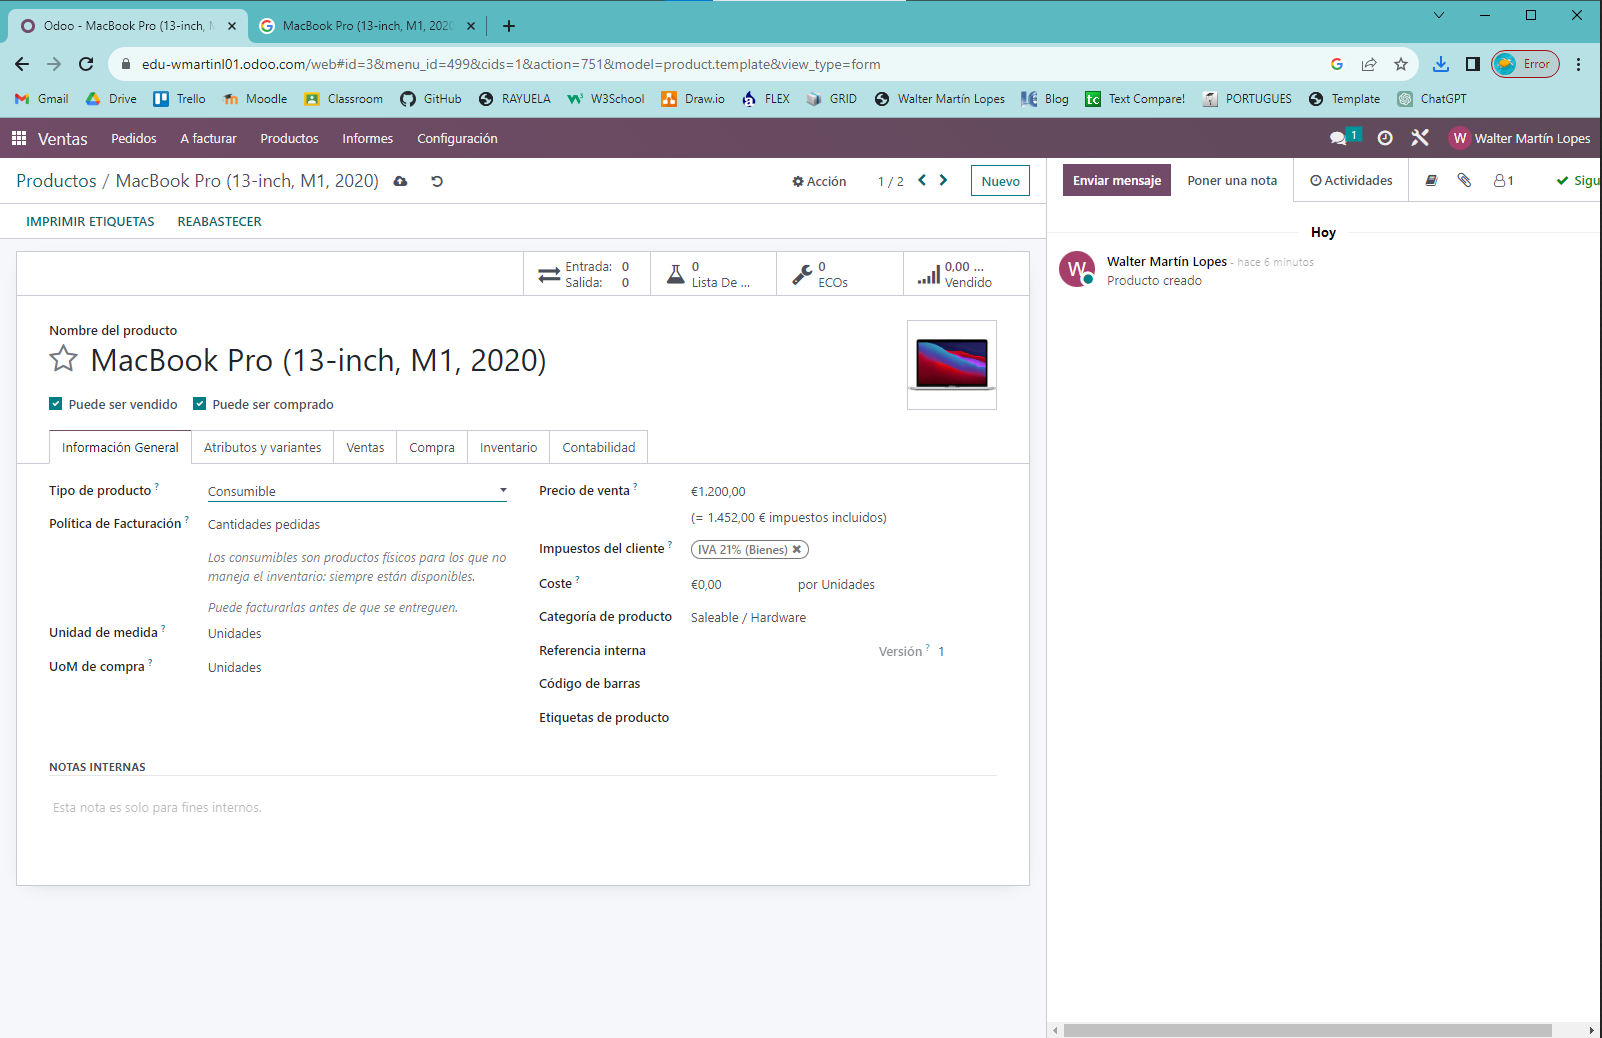 Odoo - MacBook Pro (13-inch, M
MacBook Pro (13-inch, M1, 2020
edu-wmartinl01.odoo.com/web#id=3&menu_id=499&cids=1&action=751&model=product.template&view_type=form
Error
Gmail Drive Trello Moodle Classroom GitHub RAYUELA W3School Draw.io FLEX GRID Walter Martín Lopes Blog Text Compare! PORTUGUES Template ChatGPT
Ventas Pedidos A facturar Productos Informes Configuración 1 W Walter Martín Lopes
Productos / MacBook Pro (13-inch, M1, 2020) Acción 1 / 2 Nuevo
Enviar mensaje Poner una nota Actividades 1 Sigu
IMPRIMIR ETIQUETAS REABASTECER
Hoy
W
Walter Martín Lopes - hace 6 minutos
Producto creado
Entrada: 0
Salida: 0
0
Lista De ...
0
ECOs
0,00 ...
Vendido
Nombre del producto
MacBook Pro (13-inch, M1, 2020)
Puede ser vendido Puede ser comprado
Información General Atributos y variantes Ventas Compra Inventario Contabilidad
Tipo de producto ? Consumible
Política de Facturación ? Cantidades pedidas
Los consumibles son productos físicos para los que no
maneja el inventario: siempre están disponibles.
Puede facturarlas antes de que se entreguen.
Unidad de medida ? Unidades
UoM de compra ? Unidades
Precio de venta ? €1.200,00
(= 1.452,00 € impuestos incluidos)
Impuestos del cliente ? IVA 21% (Bienes)
Coste ? €0,00 por Unidades
Categoría de producto Saleable / Hardware
Referencia interna Versión ? 1
Código de barras
Etiquetas de producto
NOTAS INTERNAS
Esta nota es solo para fines internos.